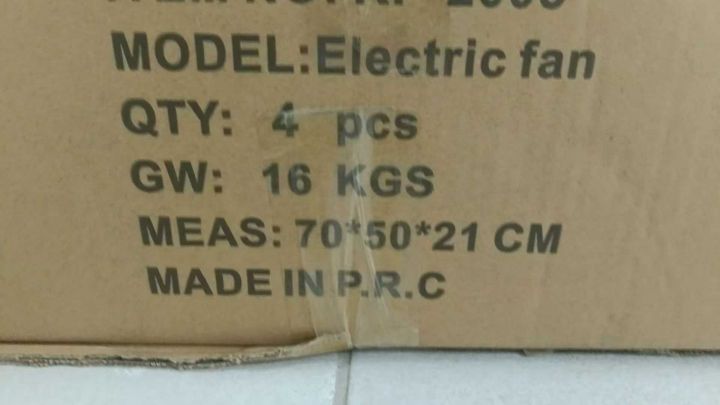 MODEL:Electric fan
QTY: 4 pcs
GW: 16 KGS
MEAS: 70*50*21 CM
MADE IN P.R.C